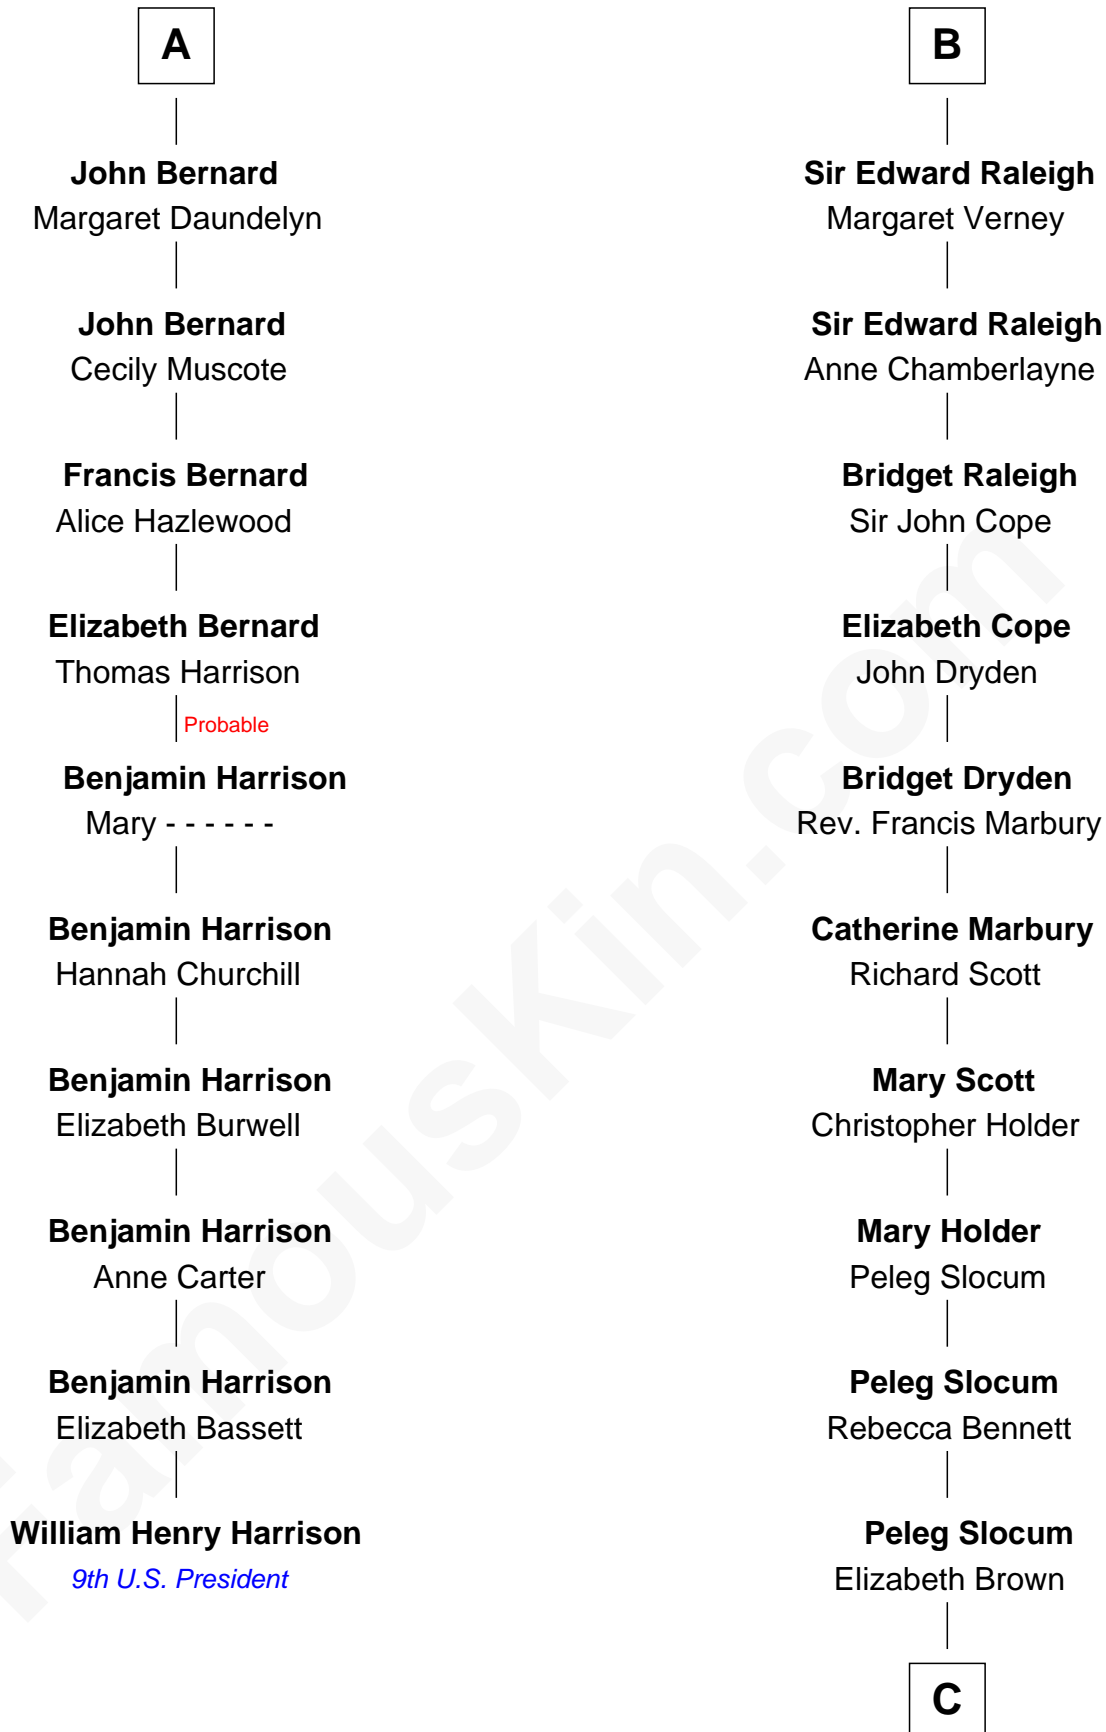 A
John Bernard
Margaret Daundelyn
John Bernard
Cecily Muscote
Francis Bernard
Alice Hazlewood
Elizabeth Bernard
Thomas Harrison
Probable
Benjamin Harrison
Mary - - - - - -
Benjamin Harrison
Hannah Churchill
Benjamin Harrison
Elizabeth Burwell
Benjamin Harrison
Anne Carter
Benjamin Harrison
Elizabeth Bassett
William Henry Harrison
9th U.S. President
B
Sir Edward Raleigh
Margaret Verney
Sir Edward Raleigh
Anne Chamberlayne
Bridget Raleigh
Sir John Cope
Elizabeth Cope
John Dryden
Bridget Dryden
Rev. Francis Marbury
Catherine Marbury
Richard Scott
Mary Scott
Christopher Holder
Mary Holder
Peleg Slocum
Peleg Slocum
Rebecca Bennett
Peleg Slocum
Elizabeth Brown
C
FamousKin.com